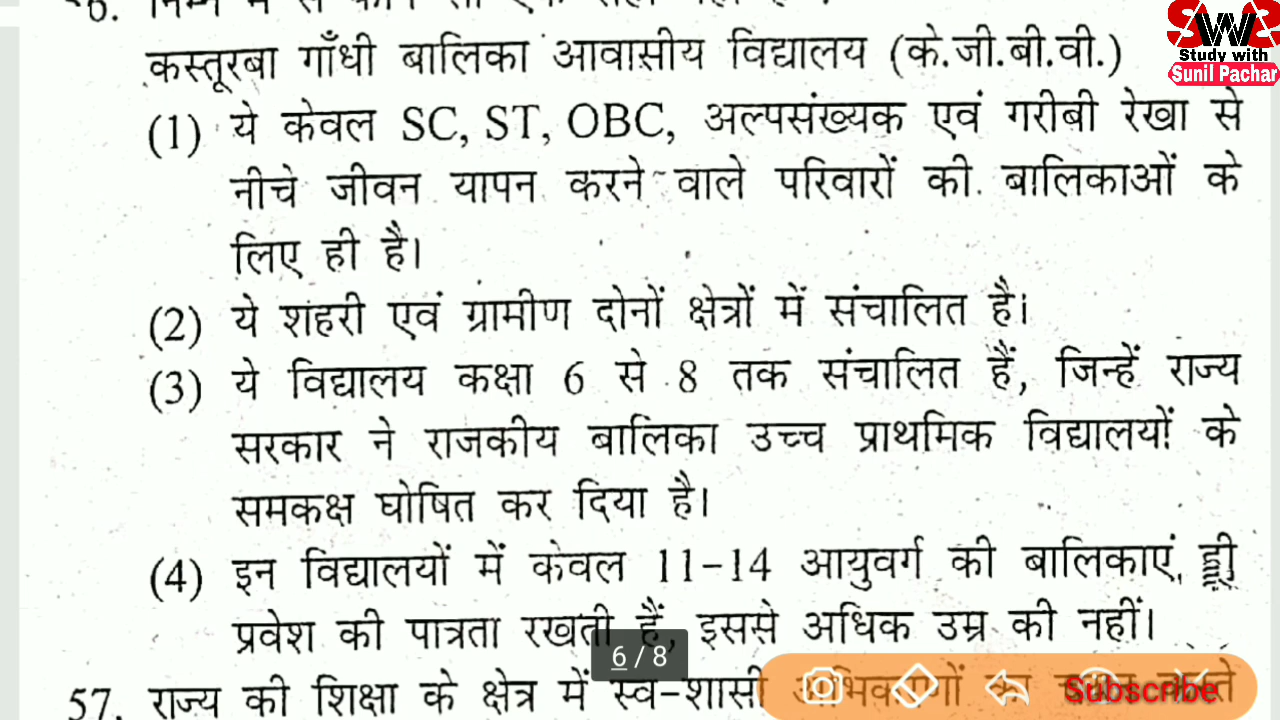 कस्तूरबा गाँधी बालिका आवासीय विद्यालय (के.जी.बी.वी.)
(1) ये केवल SC, ST, OBC, अल्पसंख्यक एवं गरीबी रेखा से
नीचे जीवन यापन करने वाले परिवारों की बालिकाओं के
लिए ही है।
(2) ये शहरी एवं ग्रामीण दोनों क्षेत्रों में संचालित है।
(3) ये विद्यालय कक्षा 6 से 8 तक संचालित हैं, जिन्हें राज्य
सरकार ने राजकीय बालिका उच्च प्राथमिक विद्यालयों के
समकक्ष घोषित कर दिया है।
(4) इन विद्यालयों में केवल 11-14 आयुवर्ग की बालिकाएं ही
प्रवेश की पात्रता रखती हैं, इससे अधिक उम्र की नहीं।
57. राज्य की शिक्षा के क्षेत्र में स्व-शासी
6 / 8
Subscribe
SWS
Study with
Sunil Pachar